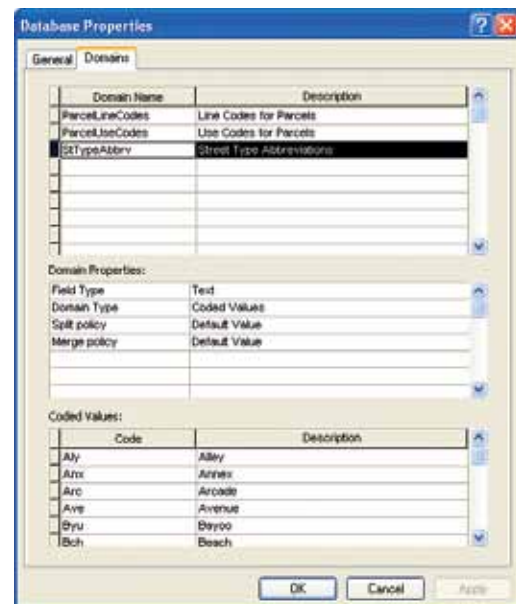 Database Properties
General Domains
Domain Name Description
ParcelLineCodes Line Codes for Parcels
ParcelUseCodes Use Codes for Parcels
StTypeAbbrv Street Type Abbreviations
Domain Properties:
Field Type Text
Domain Type Coded Values
Split policy Default Value
Merge policy Default Value
Coded Values:
Code Description
Aly Alley
Anx Annex
Arc Arcade
Ave Avenue
Byu Bayoo
Bch Beach
OK Cancel Apply